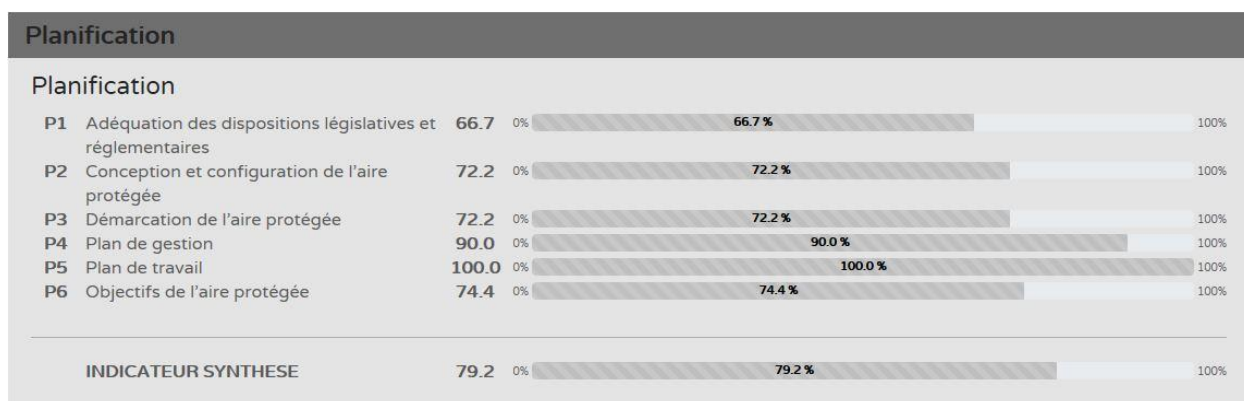 Planification
Planification
P1 Adéquation des dispositions législatives et 66.7 0% 66.7 % 100%
réglementaires
P2 Conception et configuration de l'aire 72.2 0% 72.2 % 100%
protégée
P3 Démarcation de l'aire protégée 72.2 0% 72.2 % 100%
P4 Plan de gestion 90.0 0% 90.0 % 100%
P5 Plan de travail 100.0 0% 100.0 % 100%
P6 Objectifs de l'aire protégée 74.4 0% 74.4 % 100%
INDICATEUR SYNTHESE 79.2 0% 79.2 % 100%